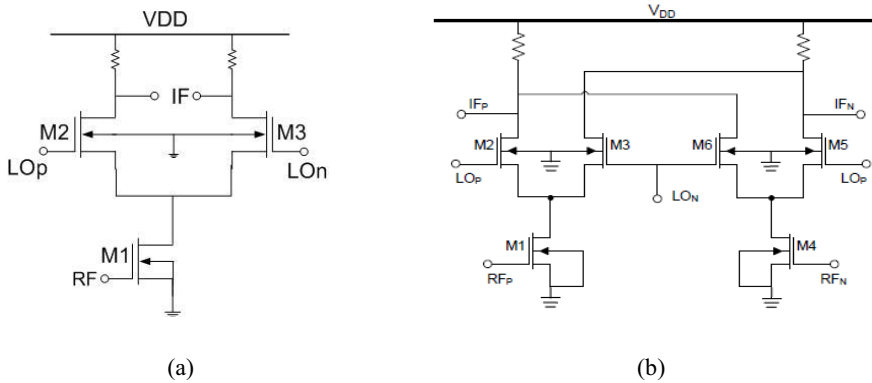 VDD
IF
M2
M3
LOp
LOn
M1
RF
(a)
VDD
IFP
IFN
M2
M3
M6
M5
LOP
LOP
LON
M1
M4
RFP
RFN
(b)